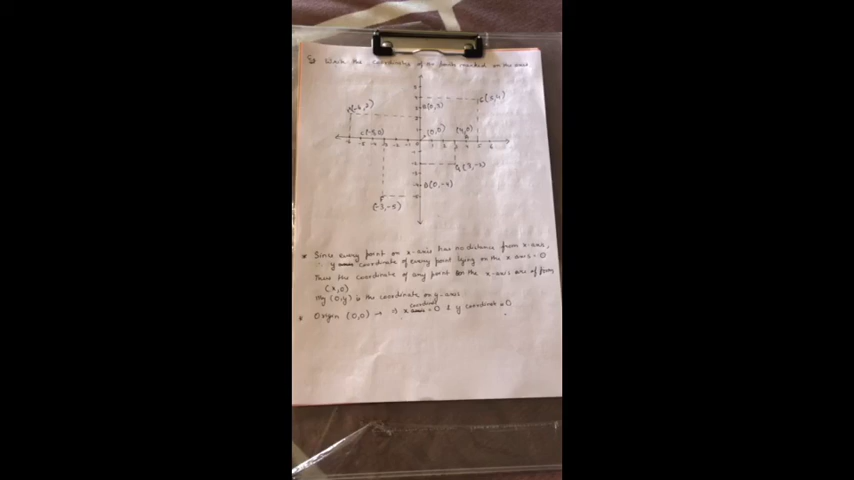 Q Write the coordinates of the points marked on the axes
B(0,3)
E(5,4)
H(-6,2)
C(-5,0)
(0,0)
(4,0)
A
G(3,-2)
D(0,-4)
F
(-3,-5)
* Since every point on x-axis has no distance from x-axis,
y coordinate of every point lying on the x axis = 0
Thus the coordinate of any point on the x-axis are of form
(x,0)
llly (0,y) is the coordinate on y-axis
* Origin (0,0) → is x coordinate = 0 & y coordinate = 0